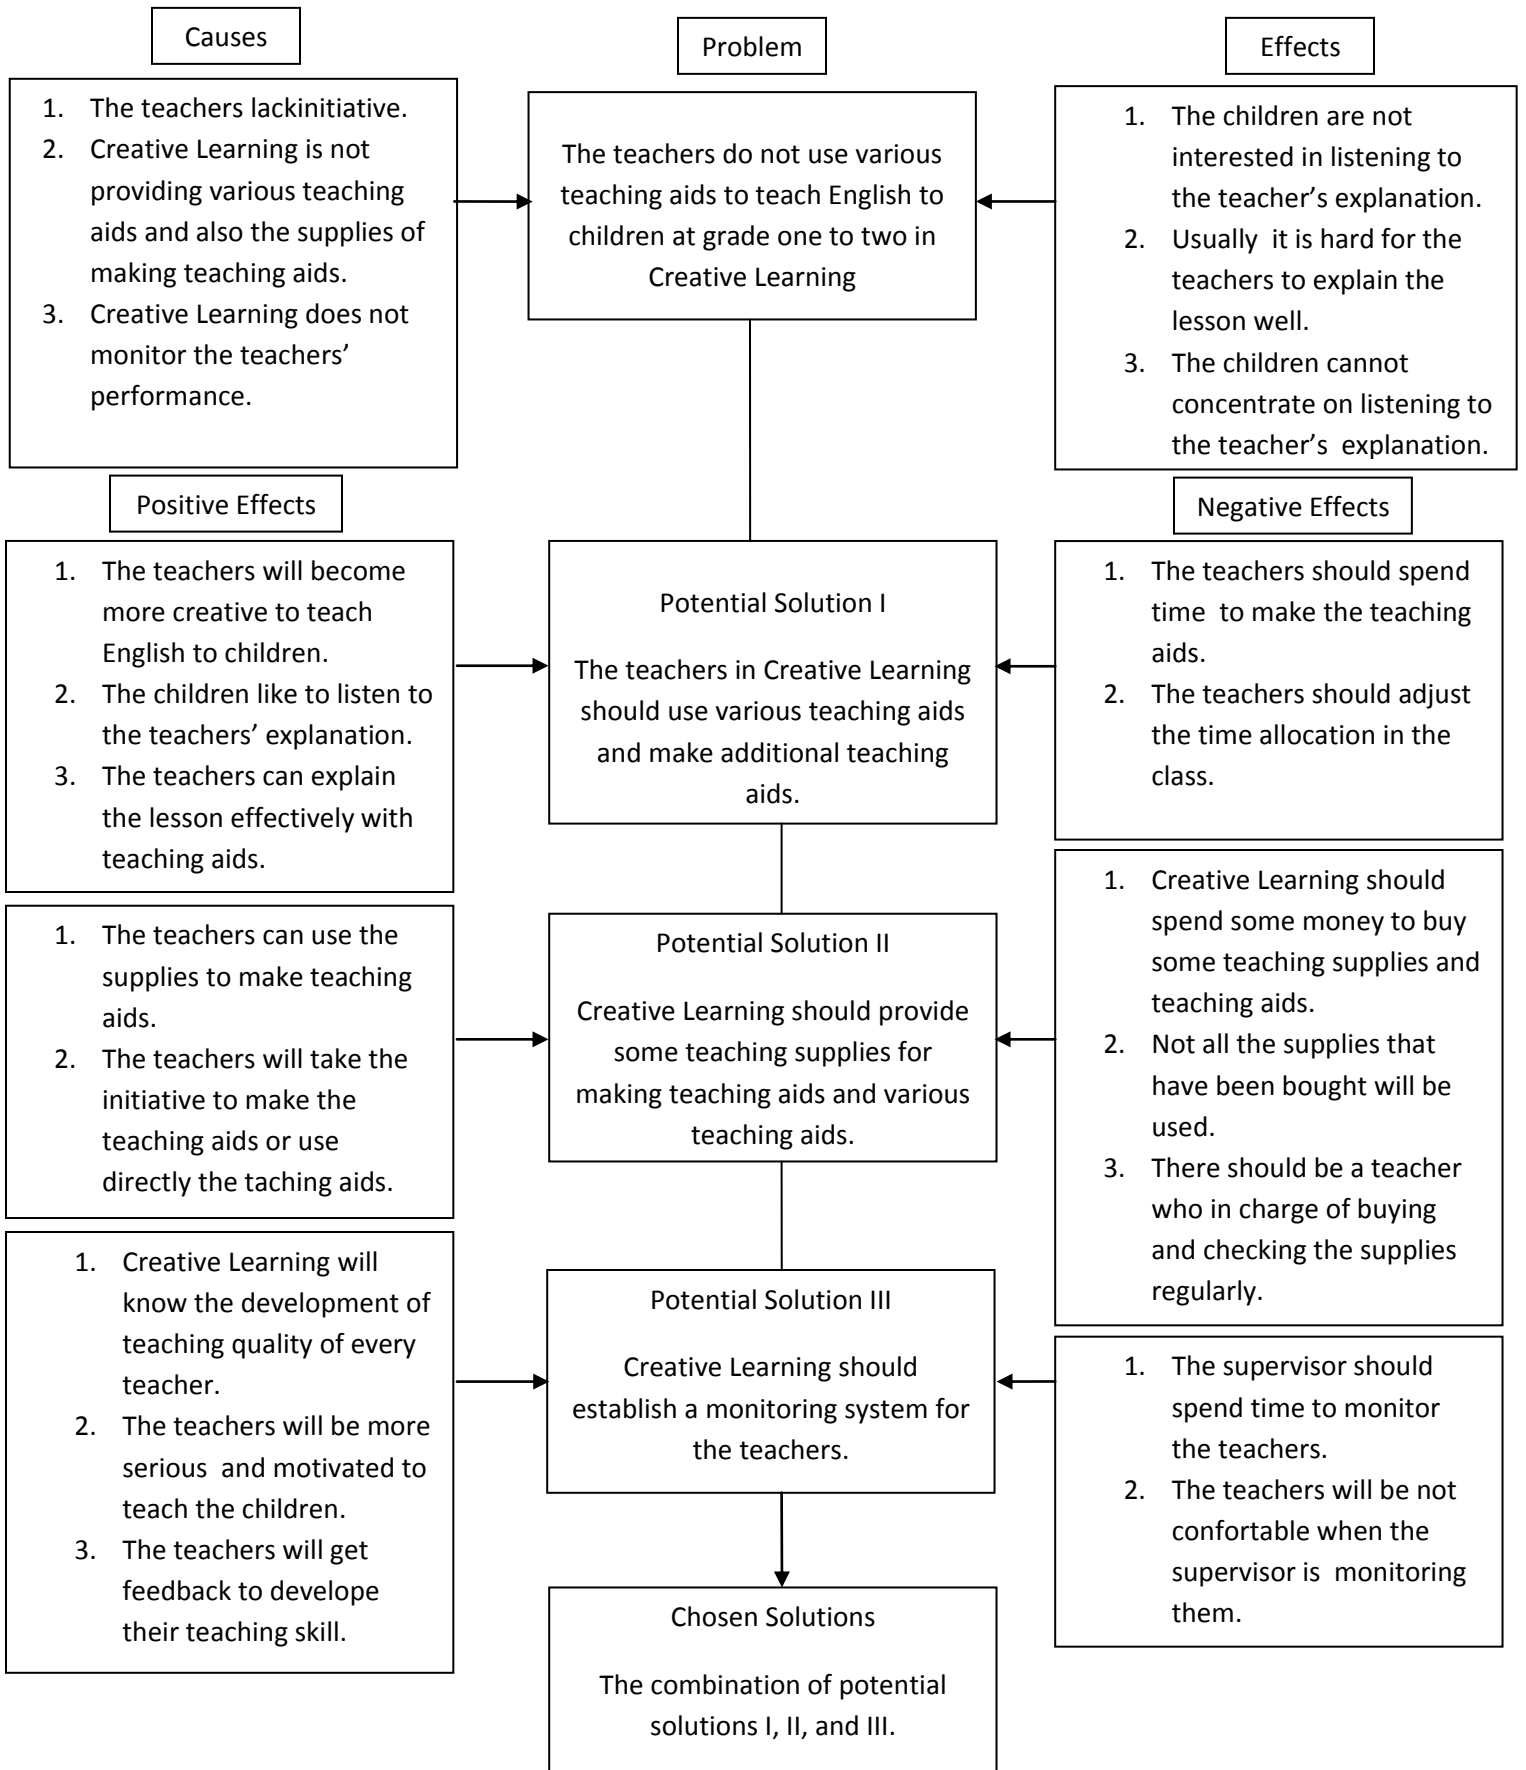 Causes
Problem
Effects
1. The teachers lackinitiative.
2. Creative Learning is not
providing various teaching
aids and also the supplies of
making teaching aids.
3. Creative Learning does not
monitor the teachers’
performance.
The teachers do not use various
teaching aids to teach English to
children at grade one to two in
Creative Learning
1. The children are not
interested in listening to
the teacher’s explanation.
2. Usually it is hard for the
teachers to explain the
lesson well.
3. The children cannot
concentrate on listening to
the teacher’s explanation.
Positive Effects
Negative Effects
1. The teachers will become
more creative to teach
English to children.
2. The children like to listen to
the teachers’ explanation.
3. The teachers can explain
the lesson effectively with
teaching aids.
Potential Solution I
The teachers in Creative Learning
should use various teaching aids
and make additional teaching
aids.
1. The teachers should spend
time to make the teaching
aids.
2. The teachers should adjust
the time allocation in the
class.
1. The teachers can use the
supplies to make teaching
aids.
2. The teachers will take the
initiative to make the
teaching aids or use
directly the taching aids.
Potential Solution II
Creative Learning should provide
some teaching supplies for
making teaching aids and various
teaching aids.
1. Creative Learning should
spend some money to buy
some teaching supplies and
teaching aids.
2. Not all the supplies that
have been bought will be
used.
3. There should be a teacher
who in charge of buying
and checking the supplies
regularly.
1. Creative Learning will
know the development of
teaching quality of every
teacher.
2. The teachers will be more
serious and motivated to
teach the children.
3. The teachers will get
feedback to develope
their teaching skill.
Potential Solution III
Creative Learning should
establish a monitoring system for
the teachers.
1. The supervisor should
spend time to monitor
the teachers.
2. The teachers will be not
confortable when the
supervisor is monitoring
them.
Chosen Solutions
The combination of potential
solutions I, II, and III.